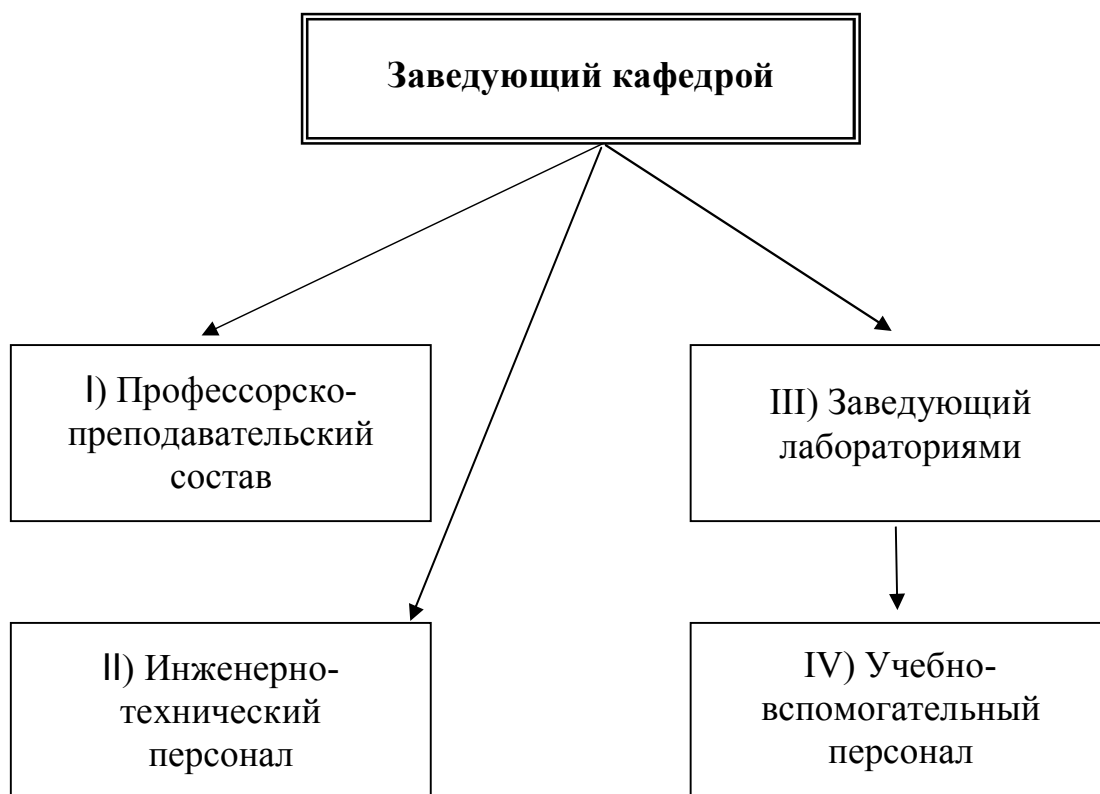 Заведующий кафедрой
I) Профессорско-
преподавательский
состав
III) Заведующий
лабораториями
II) Инженерно-
технический
персонал
IV) Учебно-
вспомогательный
персонал